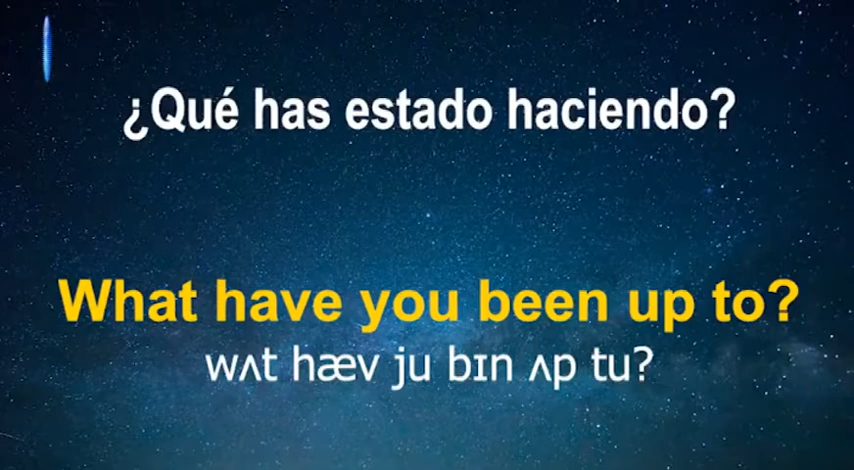 ¿Qué has estado haciendo?
What have you been up to?
wʌt hæv ju bɪn ʌp tu?